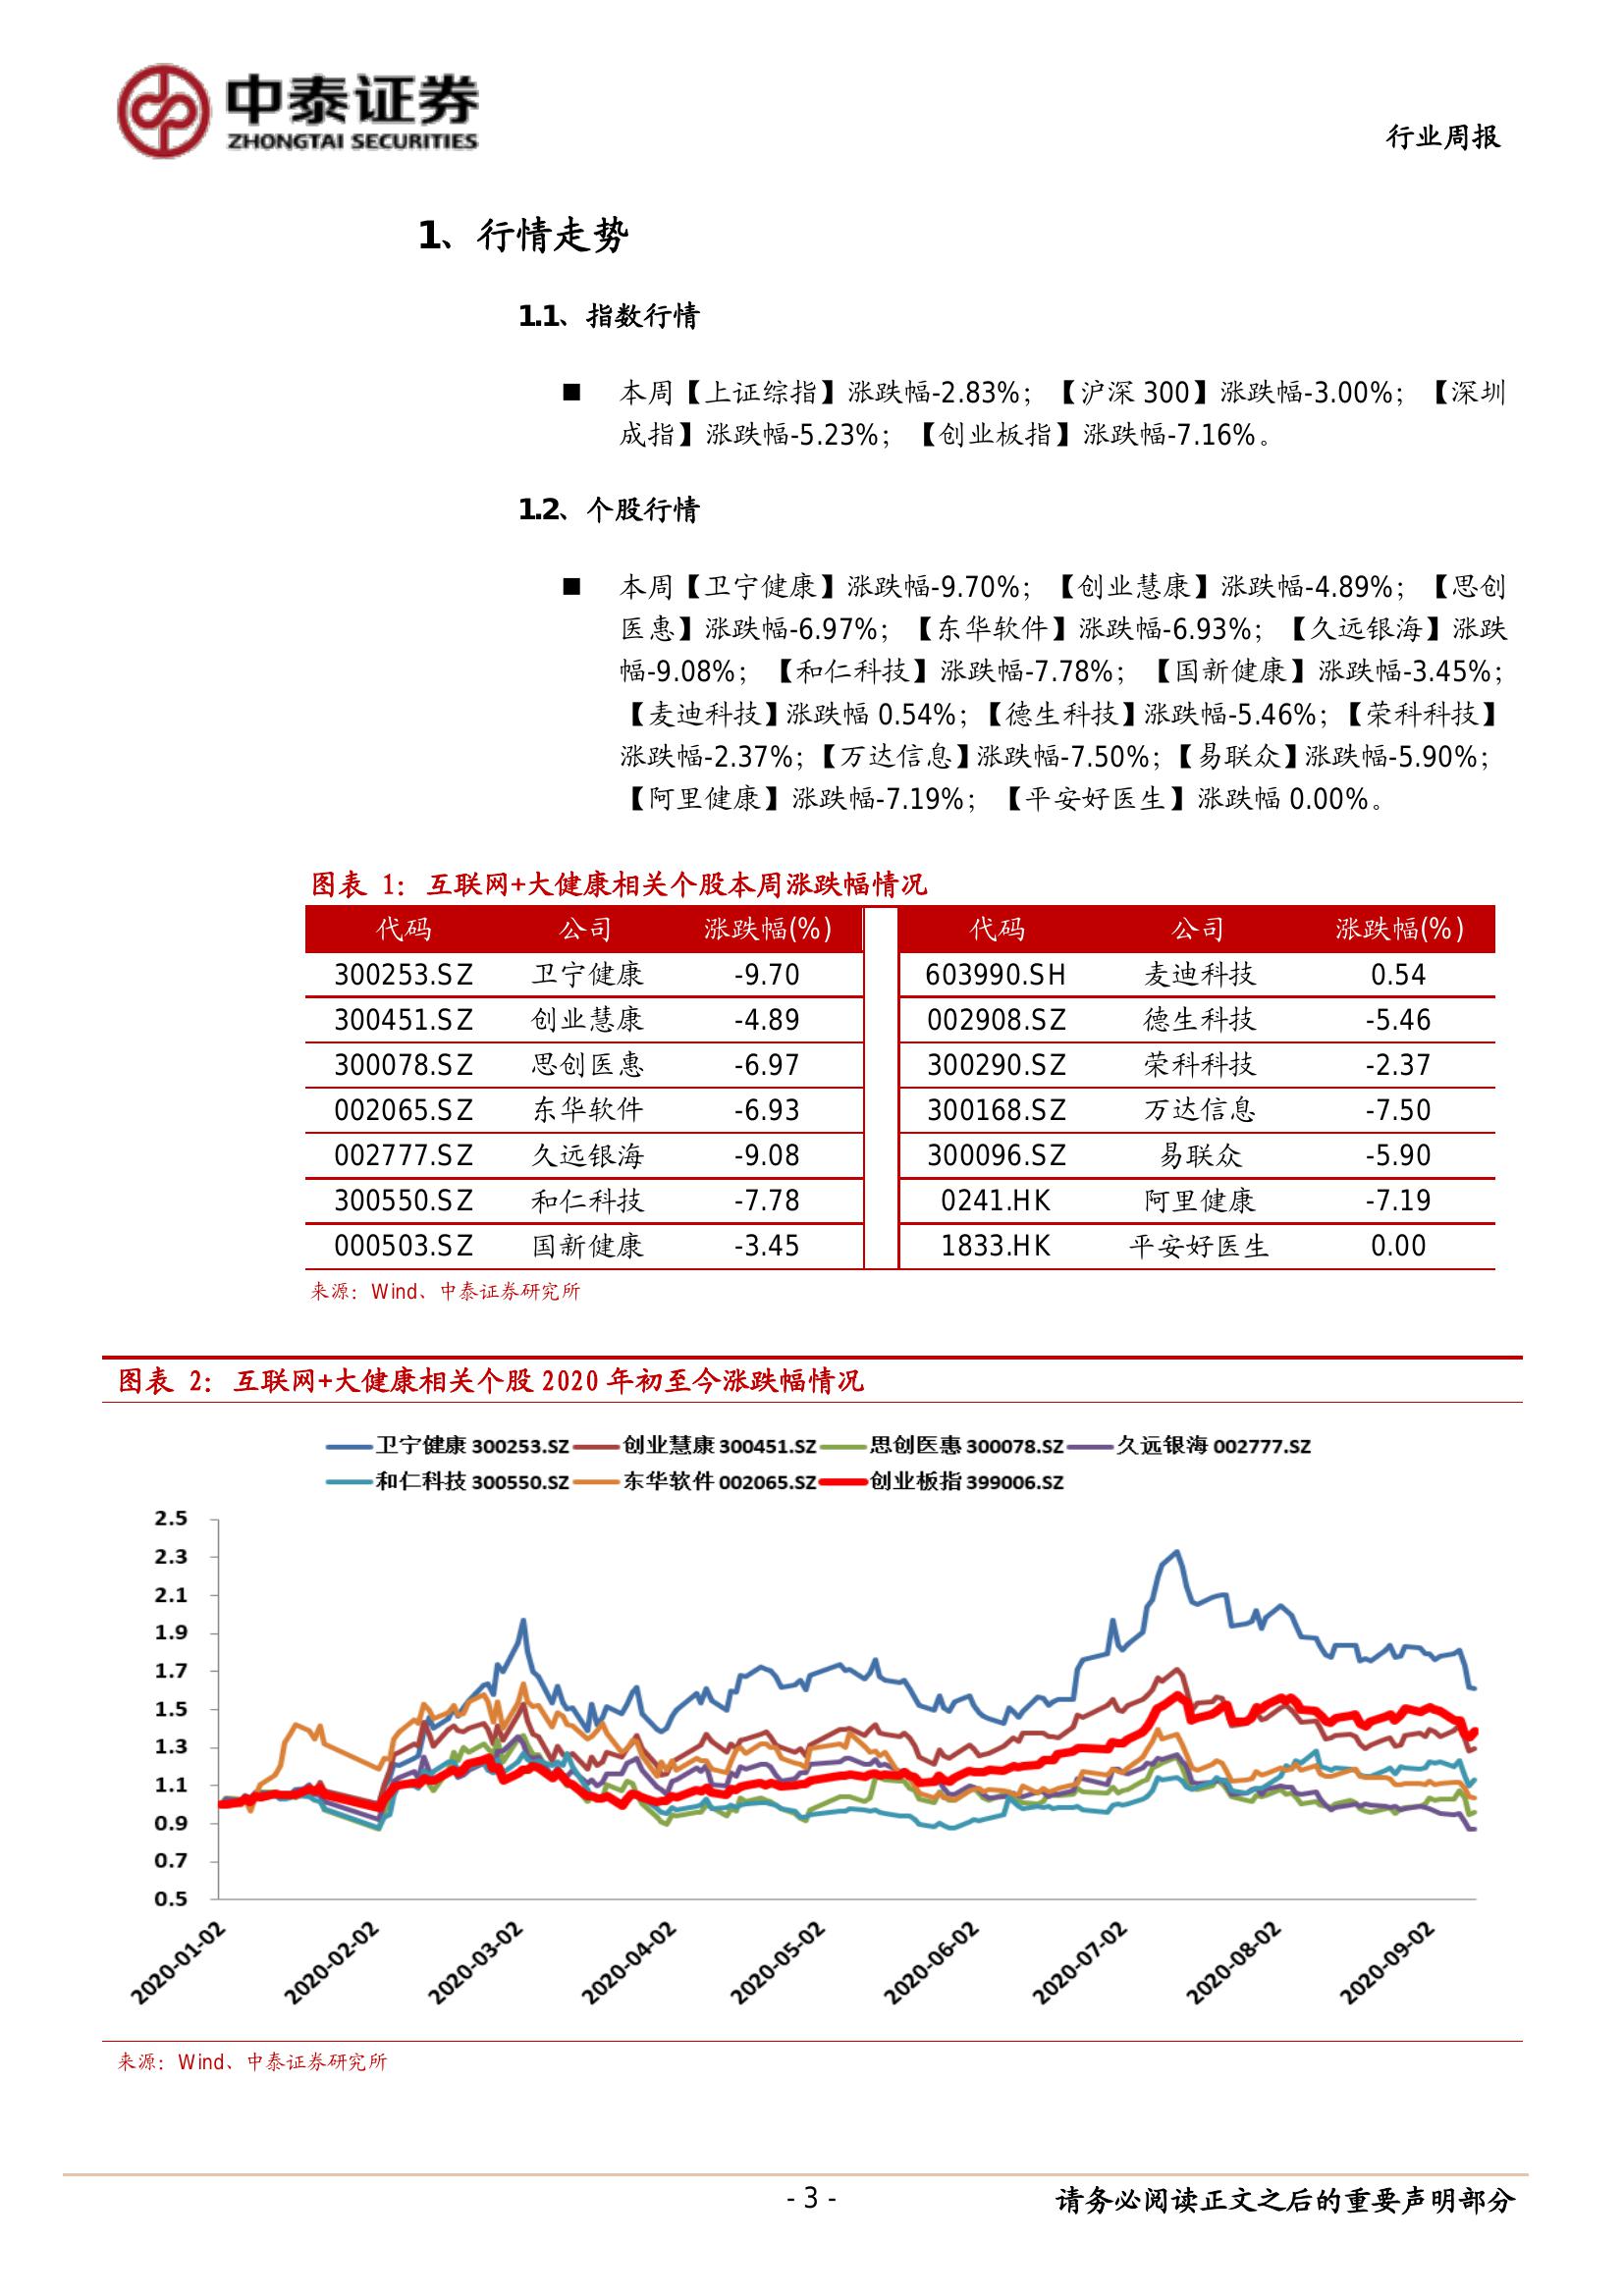 中泰证券
ZHONGTAI SECURITIES
行业周报
1、行情走势
1.1、指数行情
■ 本周【上证综指】涨跌幅-2.83%；【沪深 300】涨跌幅-3.00%；【深圳
成指】涨跌幅-5.23%；【创业板指】涨跌幅-7.16%。
1.2、个股行情
■ 本周【卫宁健康】涨跌幅-9.70%；【创业慧康】涨跌幅-4.89%；【思创
医惠】涨跌幅-6.97%；【东华软件】涨跌幅-6.93%；【久远银海】涨跌
幅-9.08%；【和仁科技】涨跌幅-7.78%；【国新健康】涨跌幅-3.45%；
【麦迪科技】涨跌幅 0.54%；【德生科技】涨跌幅-5.46%；【荣科科技】
涨跌幅-2.37%；【万达信息】涨跌幅-7.50%；【易联众】涨跌幅-5.90%；
【阿里健康】涨跌幅-7.19%；【平安好医生】涨跌幅 0.00%。
图表 1：互联网+大健康相关个股本周涨跌幅情况
代码 公司 涨跌幅(%) 代码 公司 涨跌幅(%)
300253.SZ 卫宁健康 -9.70 603990.SH 麦迪科技 0.54
300451.SZ 创业慧康 -4.89 002908.SZ 德生科技 -5.46
300078.SZ 思创医惠 -6.97 300290.SZ 荣科科技 -2.37
002065.SZ 东华软件 -6.93 300168.SZ 万达信息 -7.50
002777.SZ 久远银海 -9.08 300096.SZ 易联众 -5.90
300550.SZ 和仁科技 -7.78 0241.HK 阿里健康 -7.19
000503.SZ 国新健康 -3.45 1833.HK 平安好医生 0.00
来源：Wind、中泰证券研究所
图表 2：互联网+大健康相关个股 2020 年初至今涨跌幅情况
卫宁健康 300253.SZ 创业慧康 300451.SZ 思创医惠 300078.SZ 久远银海 002777.SZ
和仁科技 300550.SZ 东华软件 002065.SZ 创业板指 399006.SZ
2.5
2.3
2.1
1.9
1.7
1.5
1.3
1.1
0.9
0.7
0.5
2020-01-02 2020-02-02 2020-03-02 2020-04-02 2020-05-02 2020-06-02 2020-07-02 2020-08-02 2020-09-02
来源：Wind、中泰证券研究所
- 3 -
请务必阅读正文之后的重要声明部分